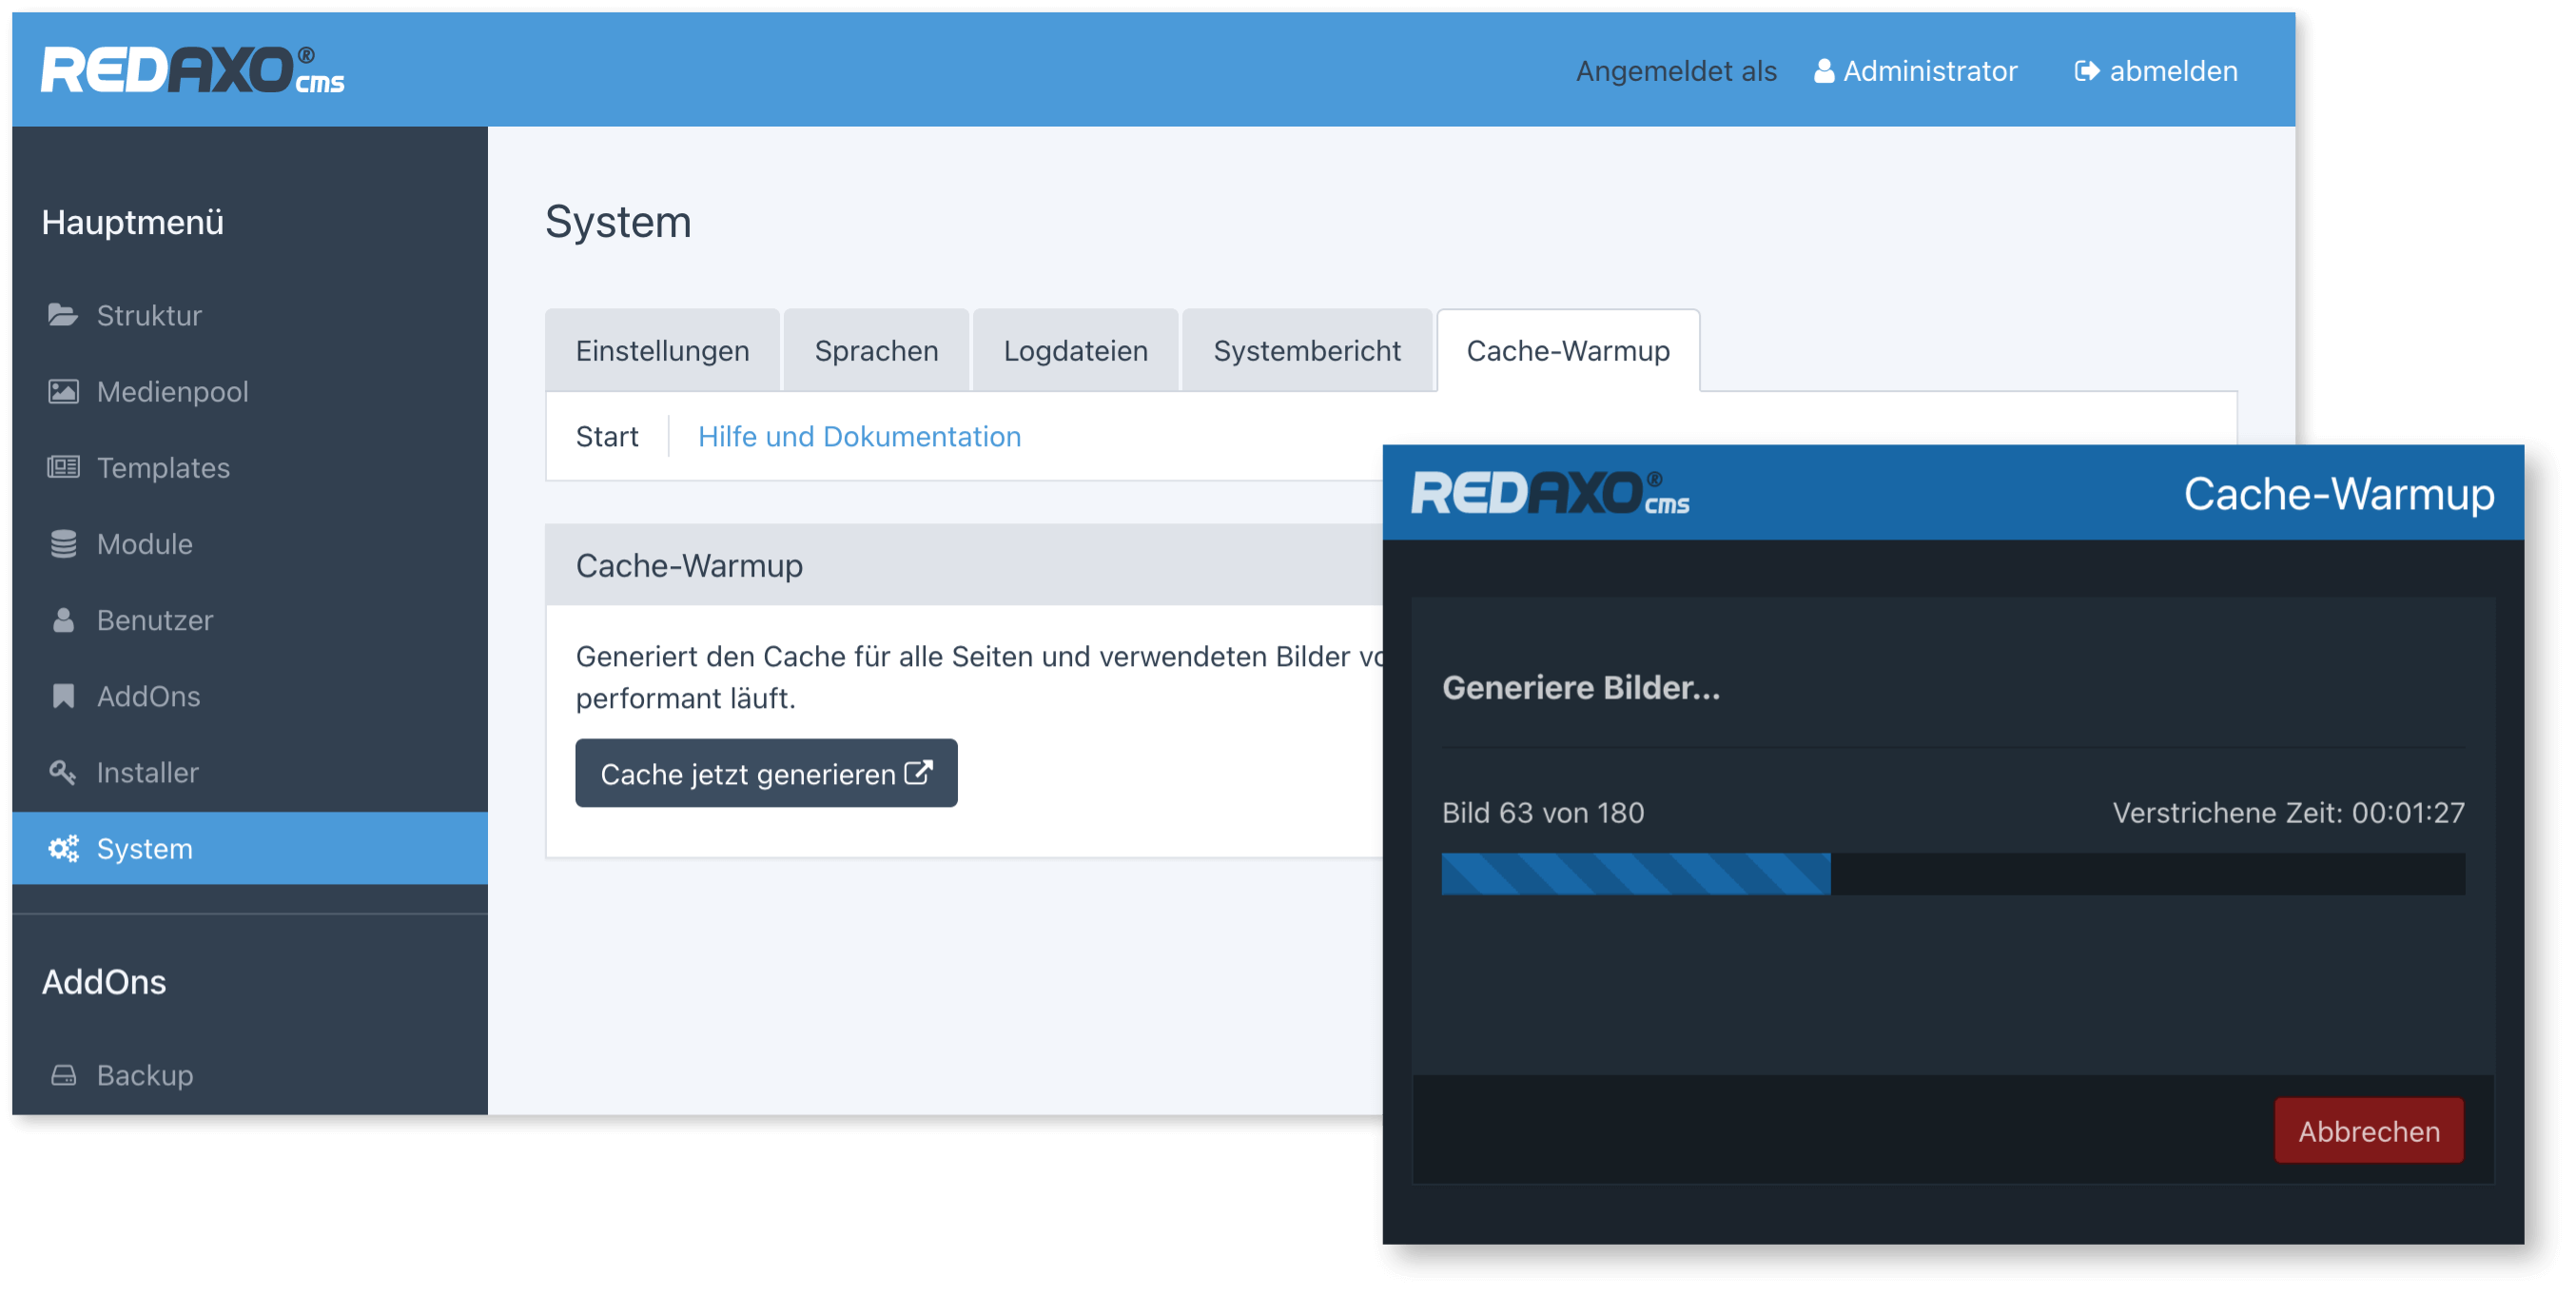 REDAXO® cms
Angemeldet als Administrator abmelden
Hauptmenü
Struktur
Medienpool
Templates
Module
Benutzer
AddOns
Installer
System
AddOns
Backup
System
Einstellungen Sprachen Logdateien Systembericht Cache-Warmup
Start Hilfe und Dokumentation
Cache-Warmup
Generiert den Cache für alle Seiten und verwendeten Bilder
performant läuft.
Cache jetzt generieren
REDAXO® cms Cache-Warmup
Generiere Bilder...
Bild 63 von 180 Verstrichene Zeit: 00:01:27
Abbrechen